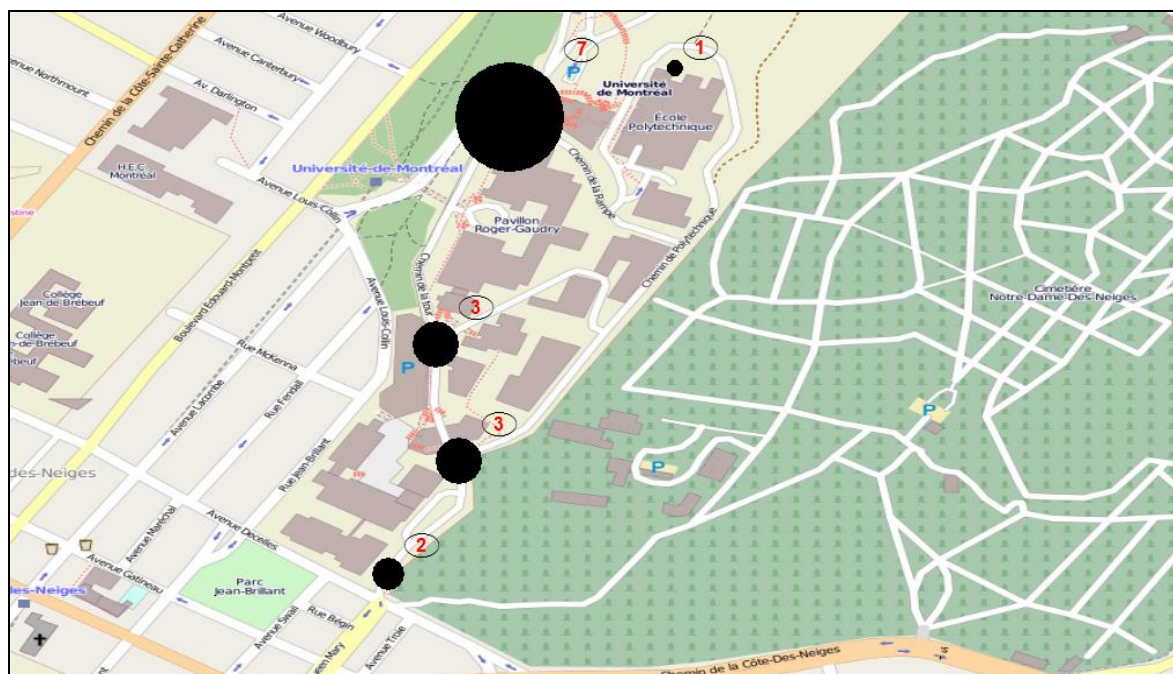 Avenue Woodbury
Avenue Canterbury
Avenue Northmount
Av. Darlington
Chemin de la Côte-Sainte-Catherine
7
1
P
Université
de Montréal
École
Polytechnique
H.E.C.
Montréal
Université-de-Montréal
Avenue Louis-Colin
Chemin de la Rampe
Pavillon
Roger-Gaudry
Chemin de Polytechnique
Chemin de la tour
Boulevard Édouard-Montpetit
Avenue Louis-Colin
Collège
Jean-de-Brébeuf
Cimetière
Notre-Dame-Des-Neiges
3
Collège
n-de-Brébeuf
ebeuf
Rue McKenna
P
Avenue Lacombe
Rue Fendall
P
3
Rue Jean-Brillant
des-Neiges
P
Avenue Maréchal
Avenue Decelles
2
Avenue Gatineau
Parc
Jean-Brillant
des-Neiges
Rue Bégin
Avenue Swail
Avenue Troie
ueen Mary
Chemin de la Côte-Des-Neiges